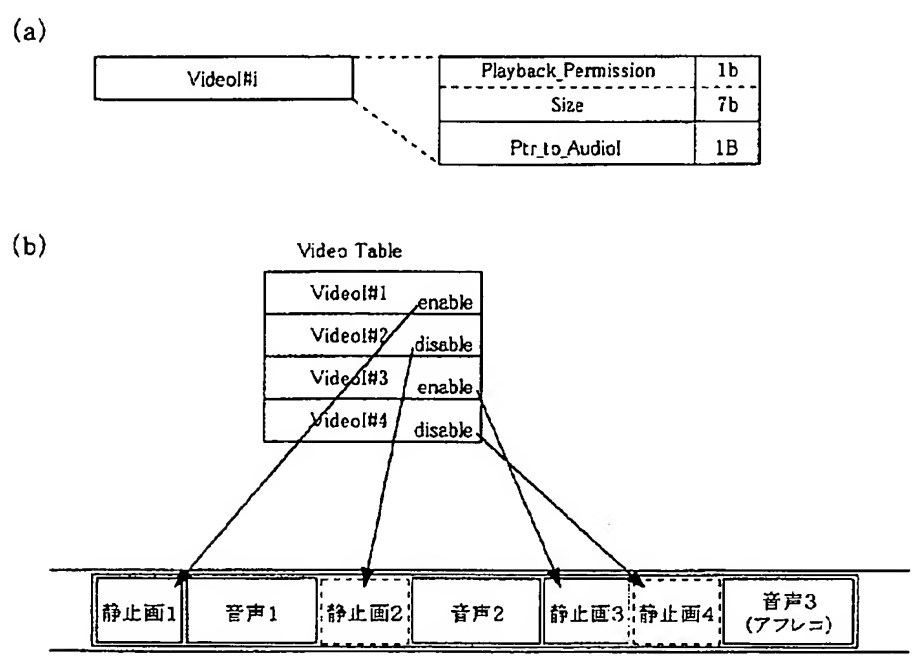 (a)
VideoI#i
Playback_Permission 1b
Size 7b
Ptr_to_AudioI 1B
(b)
Video Table
VideoI#1 enable
VideoI#2 disable
VideoI#3 enable
VideoI#4 disable
静止画1 音声1 静止画2 音声2 静止画3 静止画4 音声3
(アフレコ)